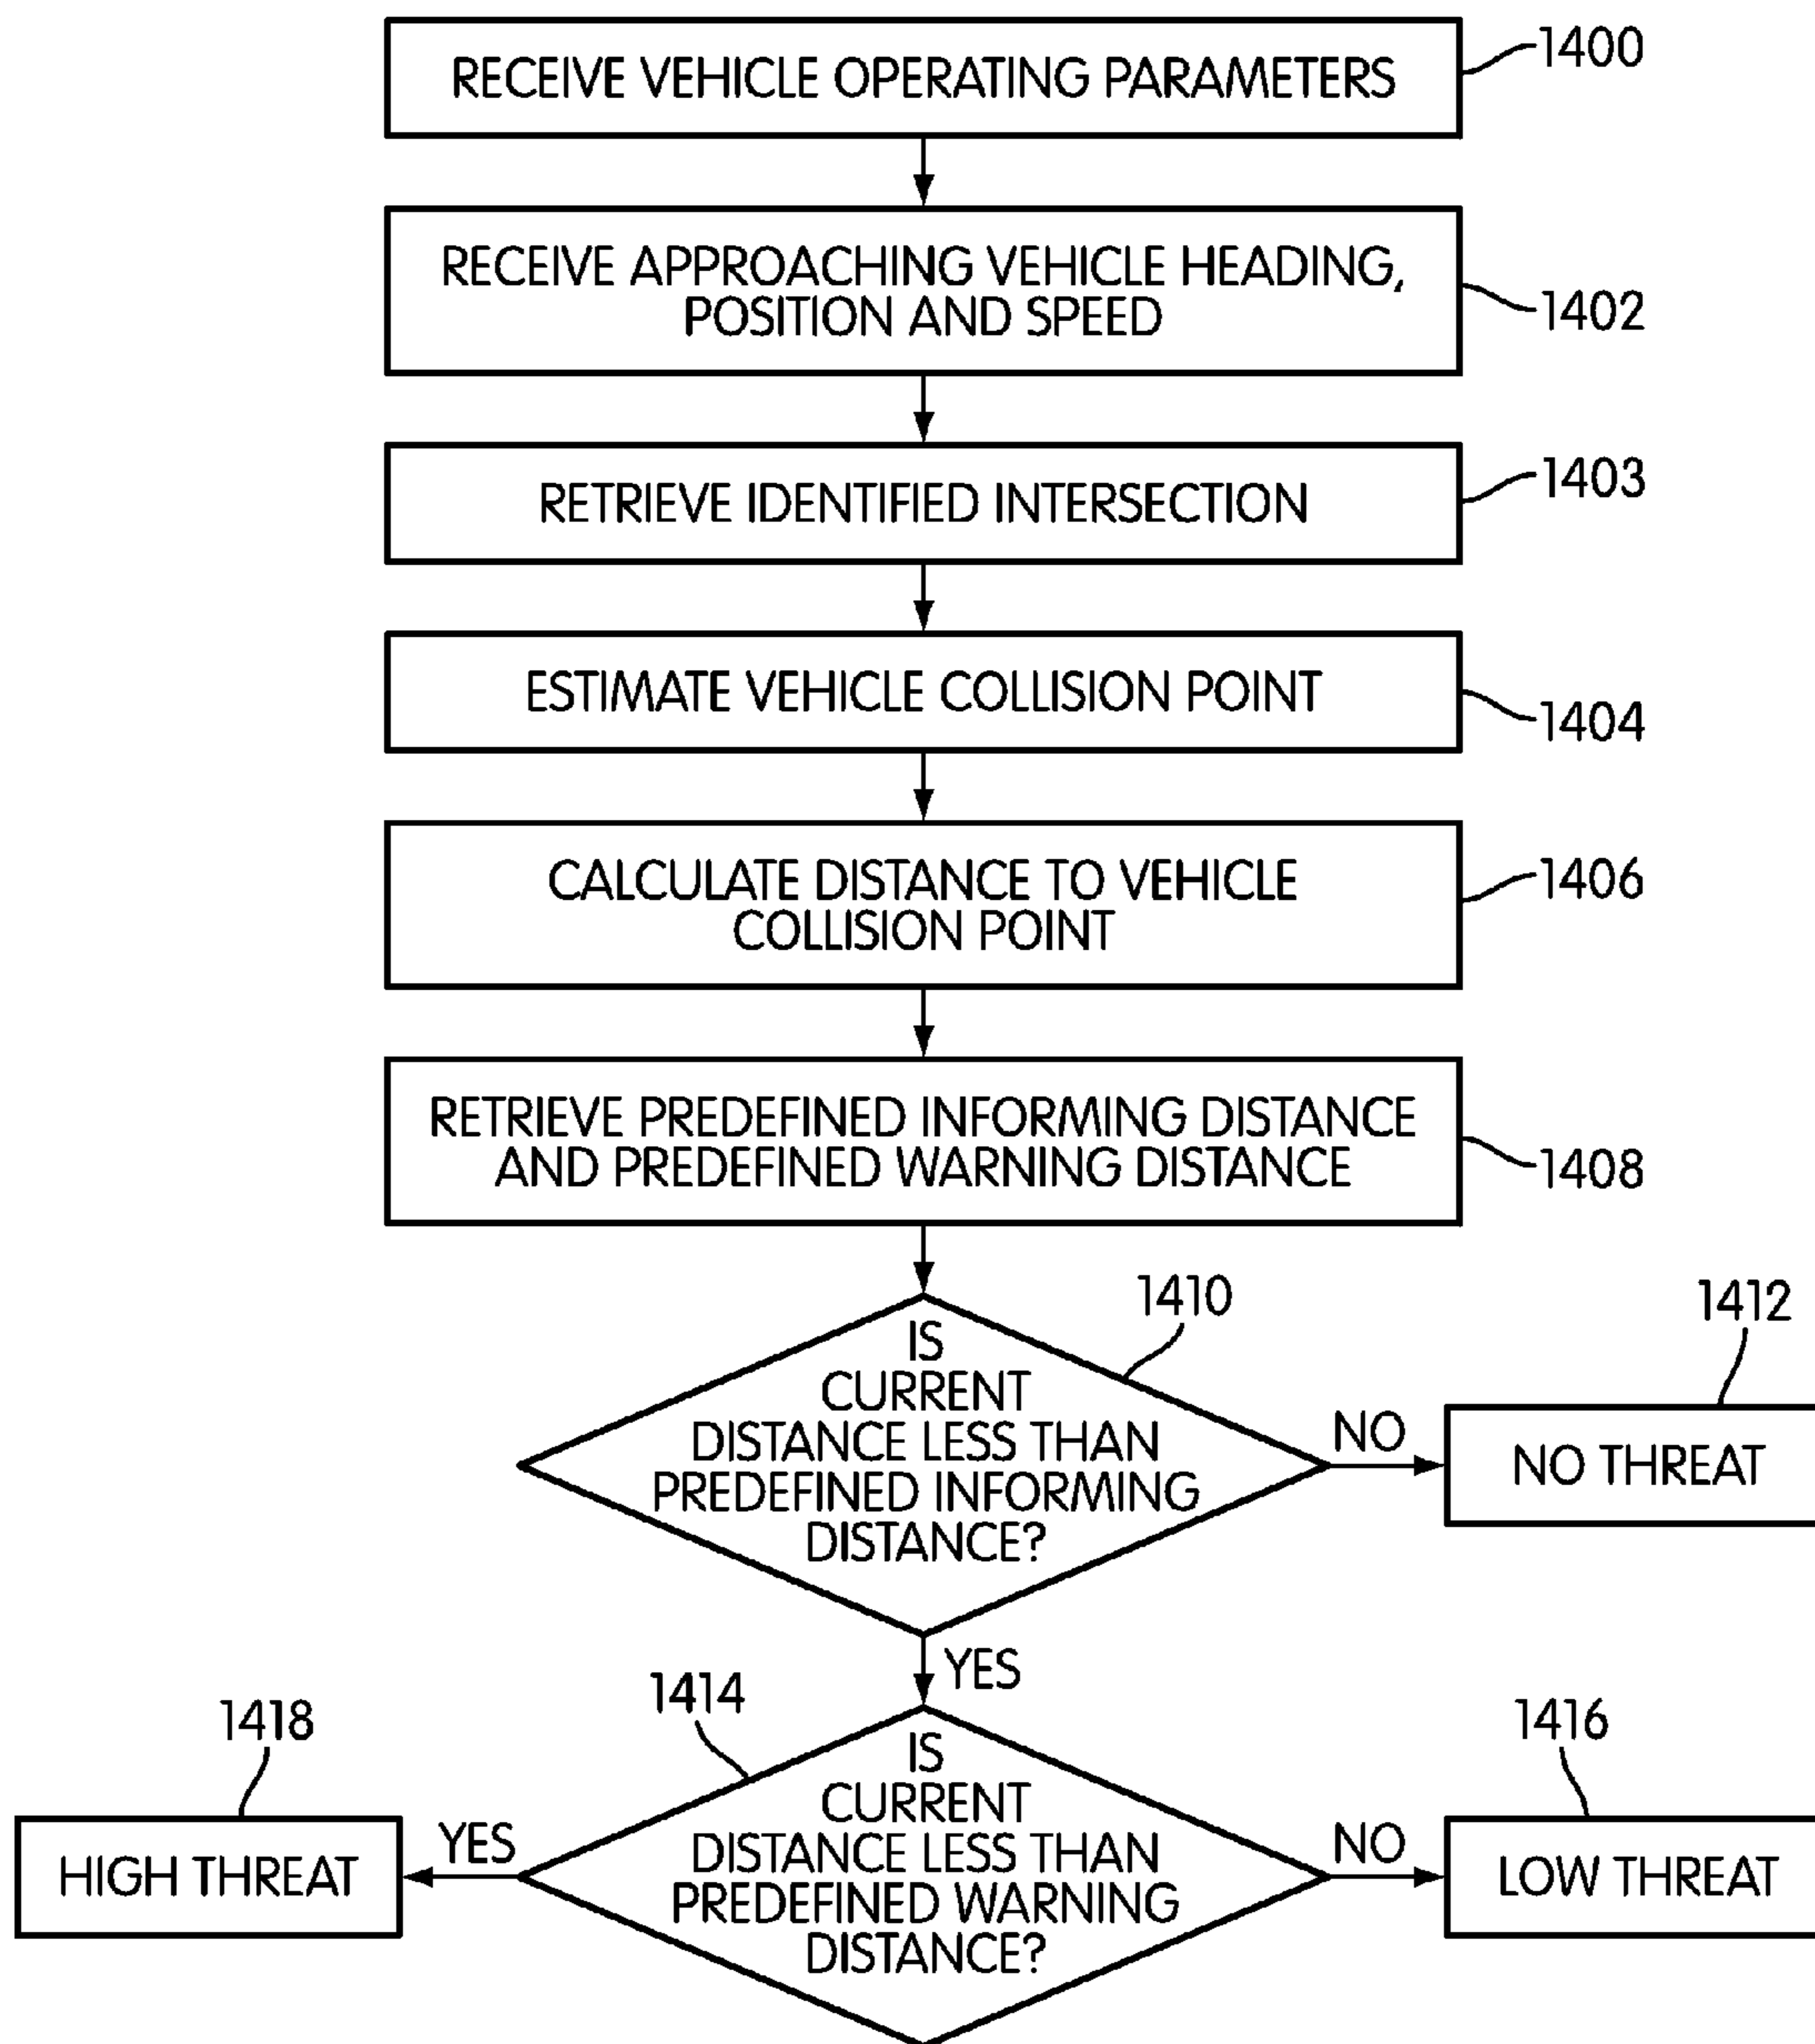 RECEIVE VEHICLE OPERATING PARAMETERS
1400
RECEIVE APPROACHING VEHICLE HEADING,
POSITION AND SPEED
1402
RETRIEVE IDENTIFIED INTERSECTION
1403
ESTIMATE VEHICLE COLLISION POINT
1404
CALCULATE DISTANCE TO VEHICLE
COLLISION POINT
1406
RETRIEVE PREDEFINED INFORMING DISTANCE
AND PREDEFINED WARNING DISTANCE
1408
1410
IS
CURRENT
DISTANCE LESS THAN
PREDEFINED INFORMING
DISTANCE?
NO
1412
NO THREAT
YES
1414
IS
CURRENT
DISTANCE LESS THAN
PREDEFINED WARNING
DISTANCE?
YES
1418
HIGH THREAT
NO
1416
LOW THREAT